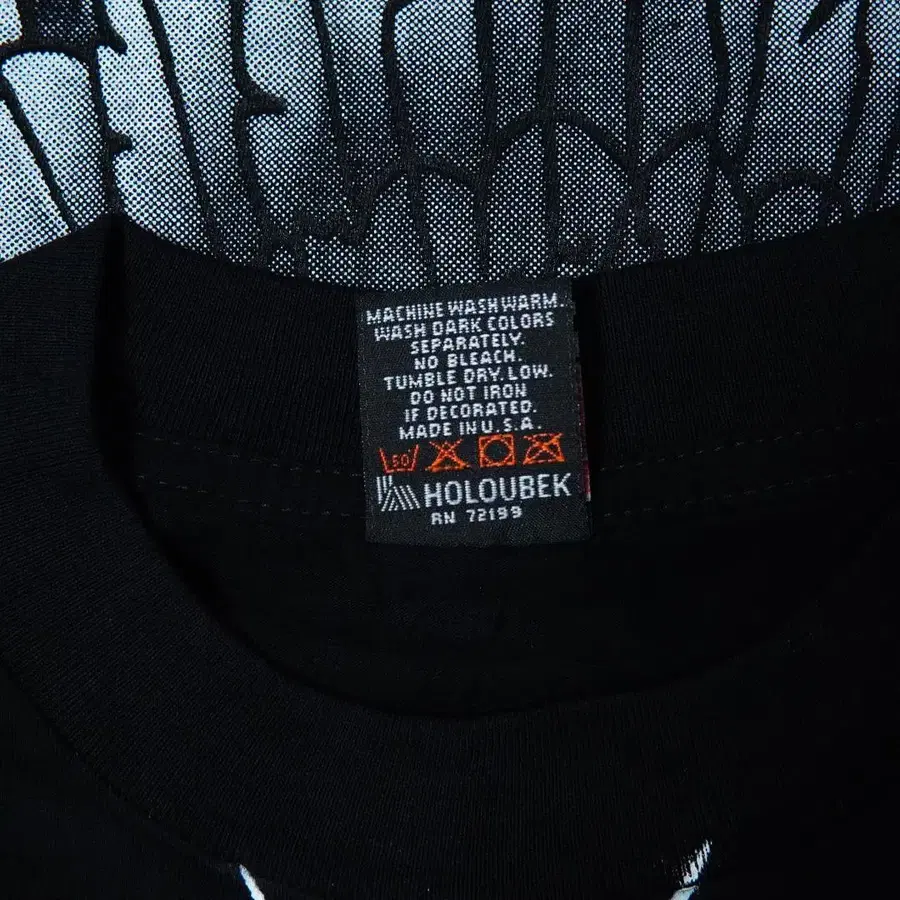 MACHINE WASH WARM.
WASH DARK COLORS
SEPARATELY.
NO BLEACH.
TUMBLE DRY. LOW.
DO NOT IRON
IF DECORATED.
MADE IN U.S.A.
50
HOLOUBEK
RN 72199